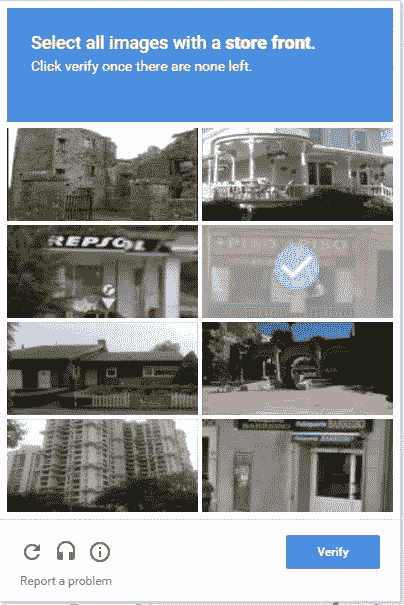 Select all images with a store front.
Click verify once there are none left.
REPSOL
Verify
Report a problem